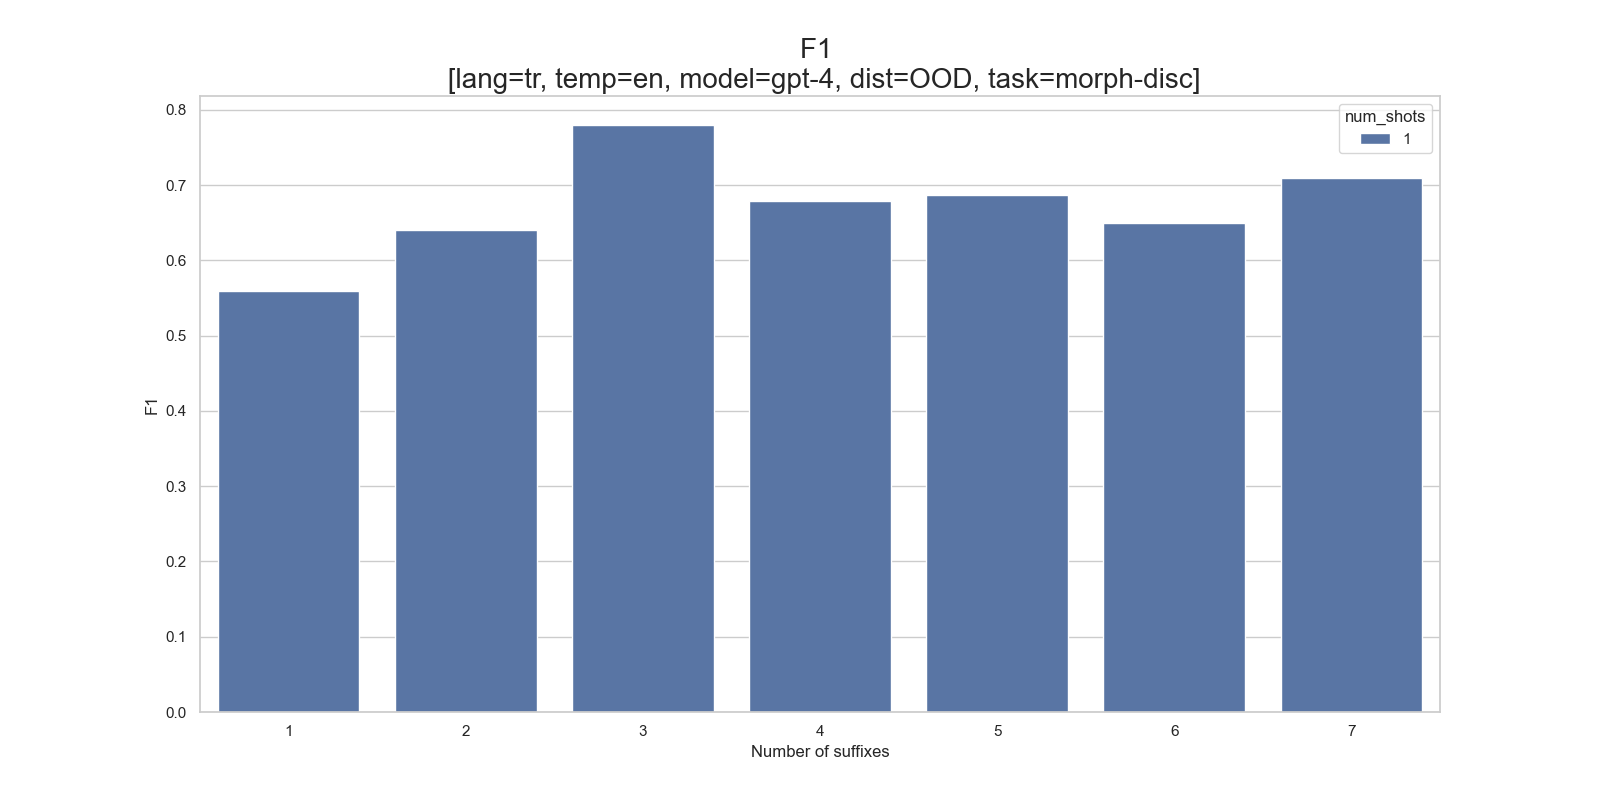 F1
[lang=tr, temp=en, model=gpt-4, dist=OOD, task=morph-disc]
num_shots
1
0.8
0.7
0.6
0.5
0.4
0.3
0.2
0.1
0.0
F1
1 2 3 4 5 6 7
Number of suffixes